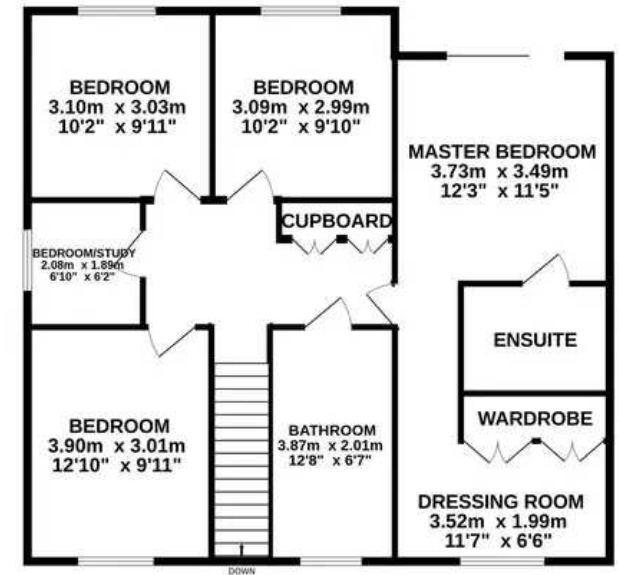 BEDROOM
3.10m x 3.03m
10'2" x 9'11"
BEDROOM
3.09m x 2.99m
10'2" x 9'10"
MASTER BEDROOM
3.73m x 3.49m
12'3" x 11'5"
CUPBOARD
BEDROOM/STUDY
2.08m x 1.89m
6'10" x 6'2"
ENSUITE
BEDROOM
3.90m x 3.01m
12'10" x 9'11"
BATHROOM
3.87m x 2.01m
12'8" x 6'7"
WARDROBE
DRESSING ROOM
3.52m x 1.99m
11'7" x 6'6"
DOWN